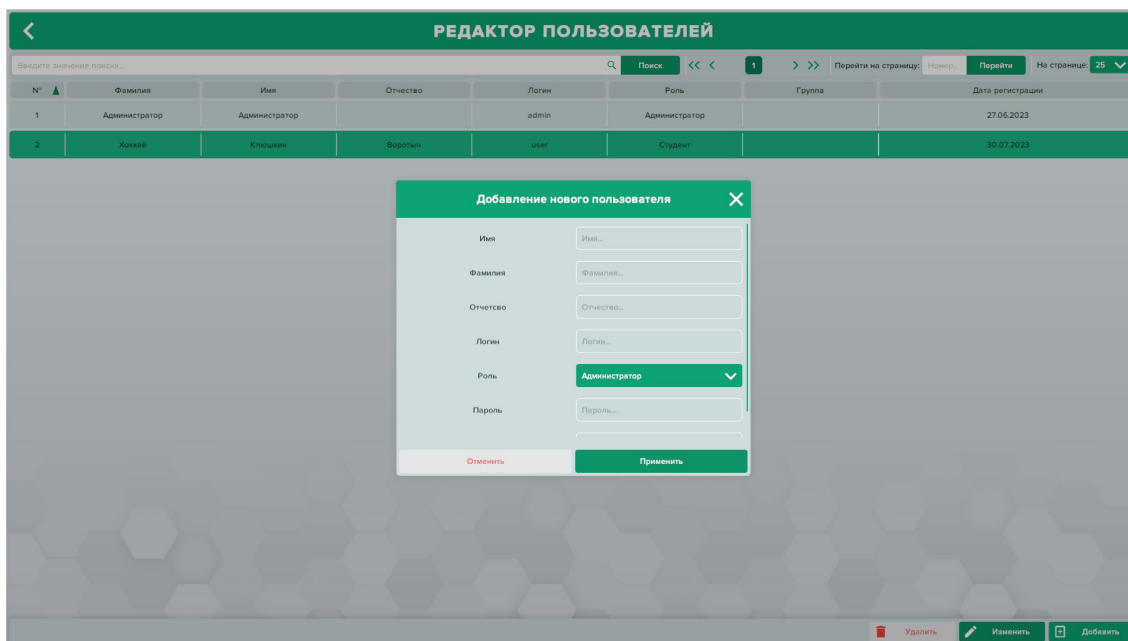 РЕДАКТОР ПОЛЬЗОВАТЕЛЕЙ
Введите значение поиска... Поиск << < 1 > >> Перейти на страницу: Номер... Перейти На странице: 25
N° Фамилия Имя Отчество Логин Роль Группа Дата регистрации
1 Администратор Администратор admin Администратор 27.06.2023
2 Хоккей Клюшкин Воротыч user Студент 30.07.2023
Добавление нового пользователя
Имя Имя...
Фамилия Фамилия...
Отчетсво Отчество...
Логин Логин...
Роль Администратор
Пароль Пароль...
Отменить Применить
Удалить Изменить Добавить